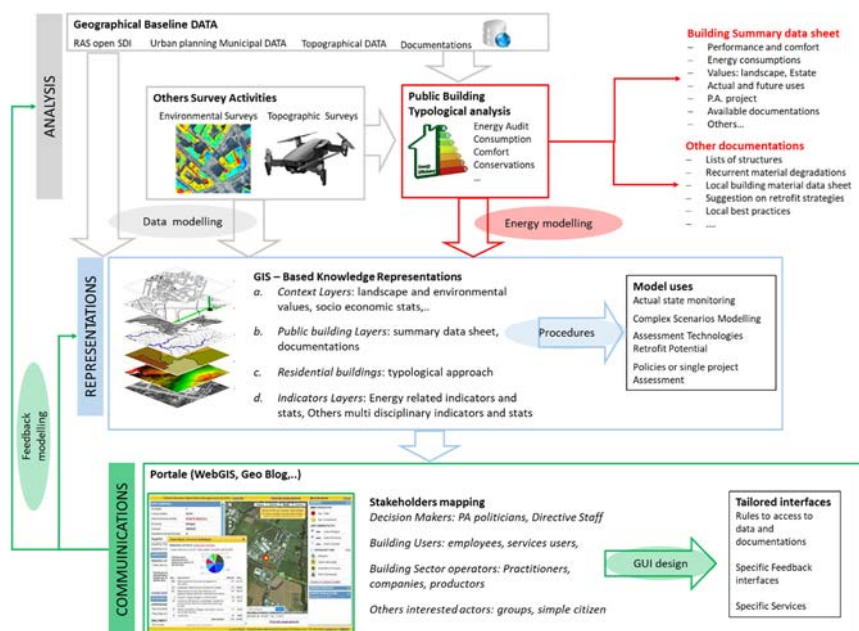 Geographical Baseline DATA
RAS open SDI Urban planning Municipal DATA Topographical DATA Documentations
ANALYSIS
Others Survey Activities
Environmental Surveys Topographic Surveys
Public Building
Typological analysis
Energy Audit
Consumption
Comfort
Conservations
...
Building Summary data sheet
– Performance and comfort
– Energy consumptions
– Values: landscape, Estate
– Actual and future uses
– P.A. project
– Available documentations
– Others...
Other documentations
– Lists of structures
– Recurrent material degradations
– Local building material data sheet
– Suggestion on retrofit strategies
– Local best practices
– ....
Data modelling
Energy modelling
REPRESENTATIONS
GIS – Based Knowledge Representations
a. Context Layers: landscape and environmental
values, socio economic stats,..
b. Public building Layers: summary data sheet,
documentations
c. Residential buildings: typological approach
d. Indicators Layers: Energy related indicators and
stats, Others multi disciplinary indicators and stats
Procedures
Model uses
Actual state monitoring
Complex Scenarios Modelling
Assessment Technologies
Retrofit Potential
Policies or single project
Assessment
Feedback
modelling
COMMUNICATIONS
Portale (WebGIS, Geo Blog,..)
Stakeholders mapping
Decision Makers: PA politicians, Directive Staff
Building Users: employees, services users,
Building Sector operators: Practitioners,
companies, productors
Others interested actors: groups, simple citizen
GUI design
Tailored interfaces
Rules to access to
data and
documentations
Specific Feedback
interfaces
Specific Services